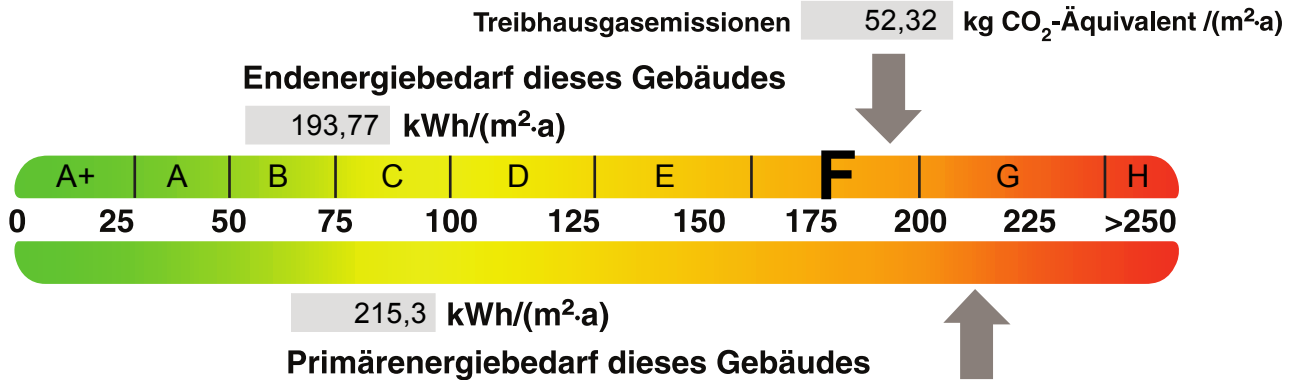 Treibhausgasemissionen 52,32 kg CO₂-Äquivalent /(m²·a)
Endenergiebedarf dieses Gebäudes
193,77 kWh/(m²·a)
A+ A B C D E F G H
0 25 50 75 100 125 150 175 200 225 >250
215,3 kWh/(m²·a)
Primärenergiebedarf dieses Gebäudes